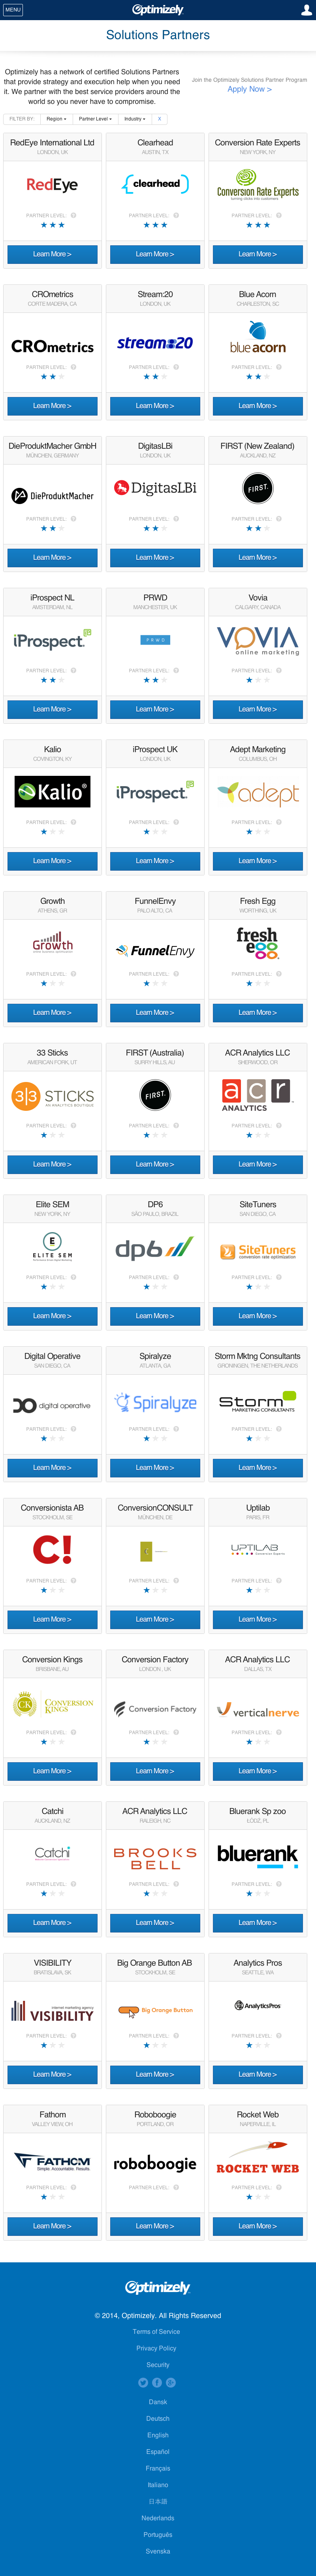 MENU
Optimizely
Solutions Partners
Optimizely has a network of certified Solutions Partners
that provide strategy and execution help when you need
it. We partner with the best service providers around the
world so you never have to compromise.
Join the Optimizely Solutions Partner Program
Apply Now >
FILTER BY: Region Partner Level Industry X
RedEye International Ltd Clearhead Conversion Rate Experts
LONDON, UK AUSTIN, TX NEW YORK, NY
RedEye clearhead Conversion Rate Experts
turning clicks into customers
PARTNER LEVEL: PARTNER LEVEL: PARTNER LEVEL:
Learn More > Learn More > Learn More >
CROmetrics Stream:20 Blue Acorn
CORTE MADERA, CA LONDON, UK CHARLESTON, SC
CROmetrics stream:20 blue acorn
PARTNER LEVEL: PARTNER LEVEL: PARTNER LEVEL:
Learn More > Learn More > Learn More >
DieProduktMacher GmbH DigitasLBi FIRST (New Zealand)
MÜNCHEN, GERMANY LONDON, UK AUCKLAND, NZ
DieProduktMacher DigitasLBi FIRST.
PARTNER LEVEL: PARTNER LEVEL: PARTNER LEVEL:
Learn More > Learn More > Learn More >
iProspect NL PRWD Vovia
AMSTERDAM, NL MANCHESTER, UK CALGARY, CANADA
iProspect. PRWD VOVIA
online marketing
PARTNER LEVEL: PARTNER LEVEL: PARTNER LEVEL:
Learn More > Learn More > Learn More >
Kalio iProspect UK Adept Marketing
COVINGTON, KY LONDON, UK COLUMBUS, OH
Kalio® iProspect. adept
PARTNER LEVEL: PARTNER LEVEL: PARTNER LEVEL:
Learn More > Learn More > Learn More >
Growth FunnelEnvy Fresh Egg
ATHENS, GR PALO ALTO, CA WORTHING, UK
Growth FunnelEnvy fresh egg
PARTNER LEVEL: PARTNER LEVEL: PARTNER LEVEL:
Learn More > Learn More > Learn More >
33 Sticks FIRST (Australia) ACR Analytics LLC
AMERICAN FORK, UT SURRY HILLS, AU SHERWOOD, OR
3|3 STICKS FIRST. acr
AN ANALYTICS BOUTIQUE ANALYTICS
PARTNER LEVEL: PARTNER LEVEL: PARTNER LEVEL:
Learn More > Learn More > Learn More >
Elite SEM DP6 SiteTuners
NEW YORK, NY SÃO PAULO, BRAZIL SAN DIEGO, CA
E ELITE SEM dp6 SiteTuners
conversion rate optimization
PARTNER LEVEL: PARTNER LEVEL: PARTNER LEVEL:
Learn More > Learn More > Learn More >
Digital Operative Spiralyze Storm Mktng Consultants
SAN DIEGO, CA ATLANTA, GA GRONINGEN, THE NETHERLANDS
digital operative Spiralyze Storm
MARKETING CONSULTANTS
PARTNER LEVEL: PARTNER LEVEL: PARTNER LEVEL:
Learn More > Learn More > Learn More >
Conversionista AB ConversionCONSULT Uptilab
STOCKHOLM, SE MÜNCHEN, DE PARIS, FR
C! UPTILAB
PARTNER LEVEL: PARTNER LEVEL: PARTNER LEVEL:
Learn More > Learn More > Learn More >
Conversion Kings Conversion Factory ACR Analytics LLC
BRISBANE, AU LONDON, UK DALLAS, TX
CK CONVERSION KINGS Conversion Factory verticalnerve
PARTNER LEVEL: PARTNER LEVEL: PARTNER LEVEL:
Learn More > Learn More > Learn More >
Catchi ACR Analytics LLC Bluerank Sp zoo
AUCKLAND, NZ RALEIGH, NC ŁÓDŹ, PL
Catchi BROOKS BELL bluerank
PARTNER LEVEL: PARTNER LEVEL: PARTNER LEVEL:
Learn More > Learn More > Learn More >
VISIBILITY Big Orange Button AB Analytics Pros
BRATISLAVA, SK STOCKHOLM, SE SEATTLE, WA
internet marketing agency
VISIBILITY Big Orange Button AnalyticsPros
PARTNER LEVEL: PARTNER LEVEL: PARTNER LEVEL:
Learn More > Learn More > Learn More >
Fathom Roboboogie Rocket Web
VALLEY VIEW, OH PORTLAND, OR NAPERVILLE, IL
FATHOM roboboogie ROCKET WEB
Simple. Accountable. Results.
PARTNER LEVEL: PARTNER LEVEL: PARTNER LEVEL:
Learn More > Learn More > Learn More >
Optimizely
© 2014, Optimizely. All Rights Reserved
Terms of Service
Privacy Policy
Security
Dansk
Deutsch
English
Español
Français
Italiano
日本語
Nederlands
Português
Svenska